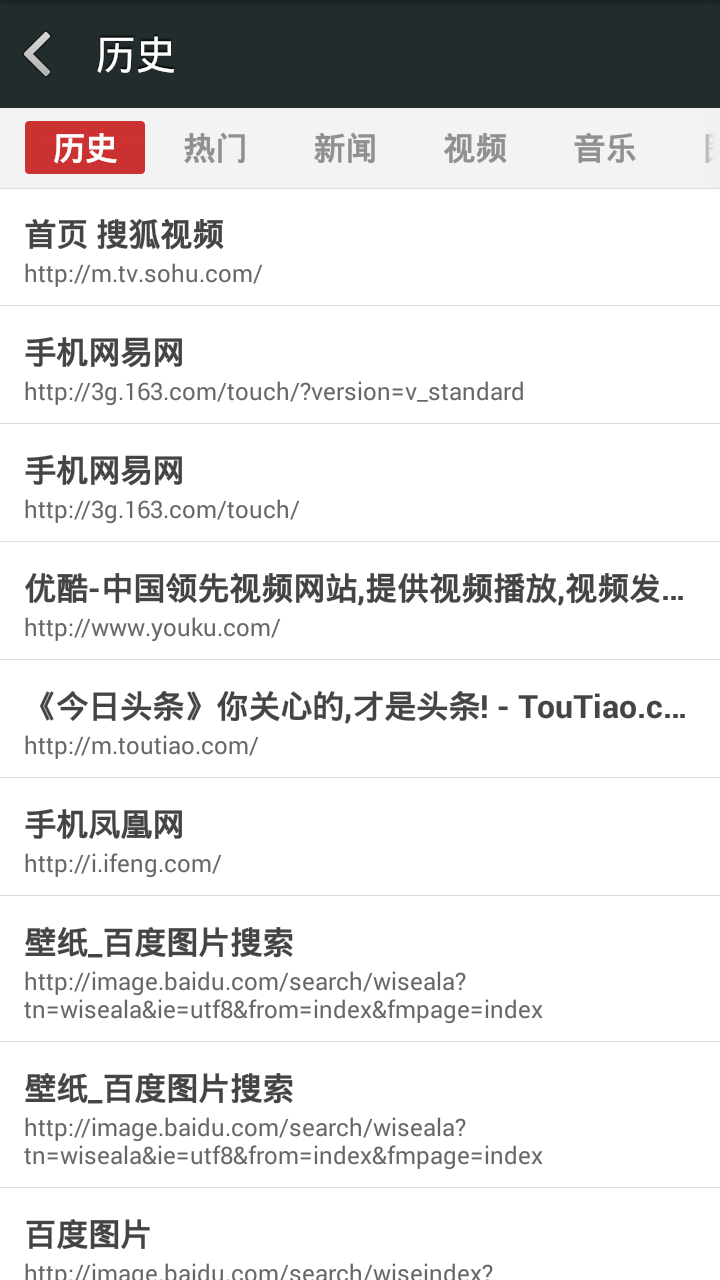 历史
历史 热门 新闻 视频 音乐
首页 搜狐视频
http://m.tv.sohu.com/
手机网易网
http://3g.163.com/touch/?version=v_standard
手机网易网
http://3g.163.com/touch/
优酷-中国领先视频网站,提供视频播放,视频发...
http://www.youku.com/
《今日头条》你关心的,才是头条! - TouTiao.c...
http://m.toutiao.com/
手机凤凰网
http://i.ifeng.com/
壁纸_百度图片搜索
http://image.baidu.com/search/wiseala?
tn=wiseala&ie=utf8&from=index&fmpage=index
壁纸_百度图片搜索
http://image.baidu.com/search/wiseala?
tn=wiseala&ie=utf8&from=index&fmpage=index
百度图片
http://image.baidu.com/search/wiseindex?